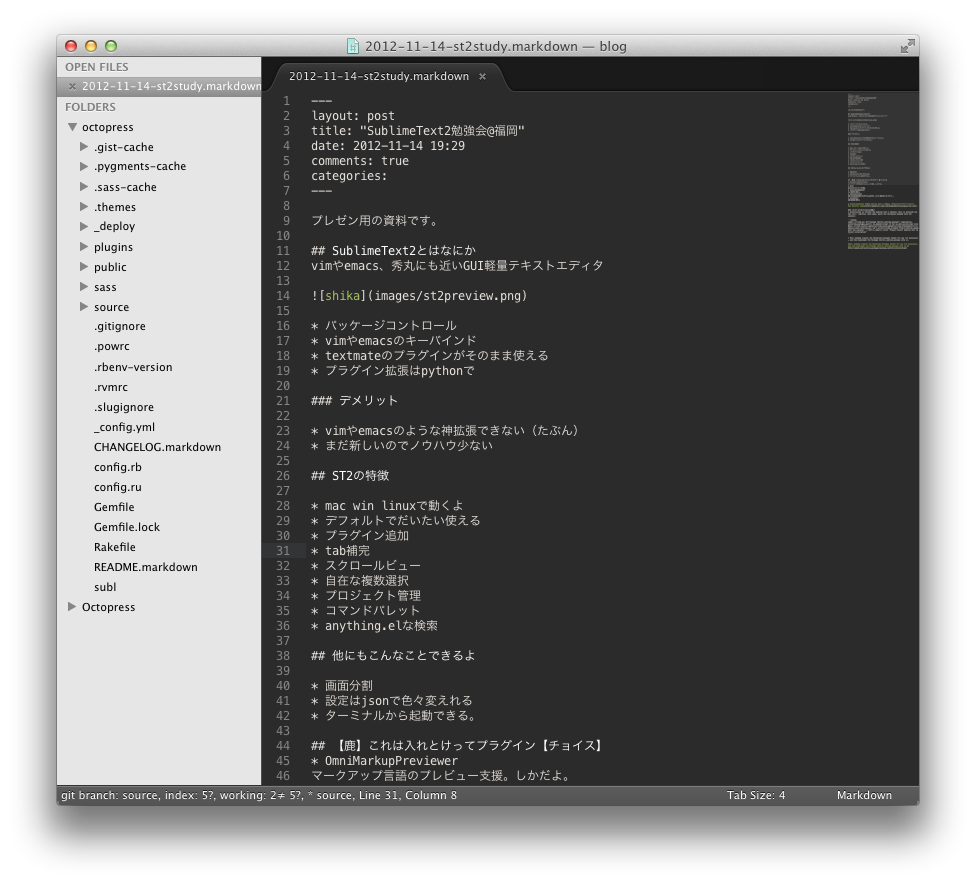 2012-11-14-st2study.markdown — blog
OPEN FILES
× 2012-11-14-st2study.markdown
FOLDERS
octopress
.gist-cache
.pygments-cache
.sass-cache
.themes
_deploy
plugins
public
sass
source
.gitignore
.powrc
.rbenv-version
.rvmrc
.slugignore
_config.yml
CHANGELOG.markdown
config.rb
config.ru
Gemfile
Gemfile.lock
Rakefile
README.markdown
subl
Octopress
2012-11-14-st2study.markdown ×
1 ---
2 layout: post
3 title: "SublimeText2勉強会@福岡"
4 date: 2012-11-14 19:29
5 comments: true
6 categories:
7 ---
8
9 プレゼン用の資料です。
10
11 ## SublimeText2とはなにか
12 vimやemacs、秀丸にも近いGUI軽量テキストエディタ
13
14 ![shika](images/st2preview.png)
15
16 * パッケージコントロール
17 * vimやemacsのキーバインド
18 * textmateのプラグインがそのまま使える
19 * プラグイン拡張はpythonで
20
21 ### デメリット
22
23 * vimやemacsのような神拡張できない（たぶん）
24 * まだ新しいのでノウハウ少ない
25
26 ## ST2の特徴
27
28 * mac win linuxで動くよ
29 * デフォルトでだいたい使える
30 * プラグイン追加
31 * tab補完
32 * スクロールビュー
33 * 自在な複数選択
34 * プロジェクト管理
35 * コマンドパレット
36 * anything.elな検索
37
38 ## 他にもこんなことできるよ
39
40 * 画面分割
41 * 設定はjsonで色々変えれる
42 * ターミナルから起動できる。
43
44 ## 【鹿】これは入れとけってプラグイン【チョイス】
45 * OmniMarkupPreviewer
46 マークアップ言語のプレビュー支援。しかだよ。
git branch: source, index: 5?, working: 2≠ 5?, * source, Line 31, Column 8
Tab Size: 4
Markdown